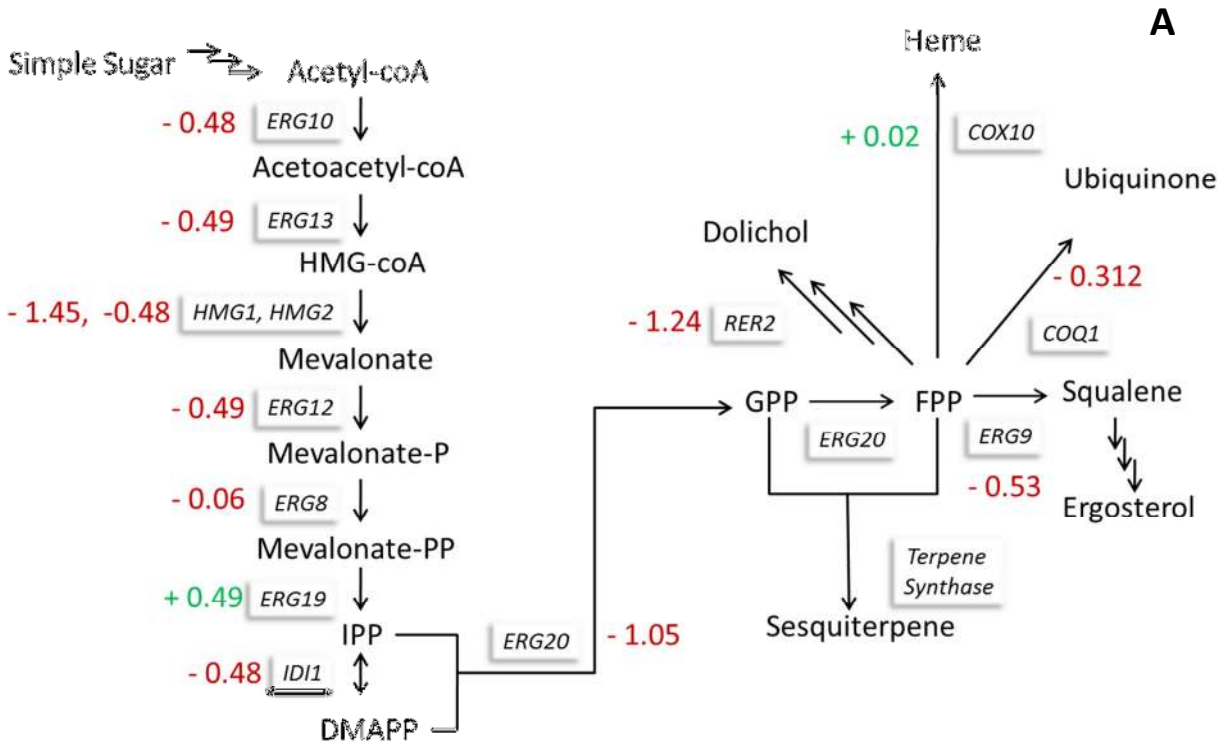 A
Simple Sugar
Acetyl-coA
- 0.48
ERG10
Acetoacetyl-coA
- 0.49
ERG13
HMG-coA
- 1.45, -0.48
HMG1, HMG2
Mevalonate
- 0.49
ERG12
Mevalonate-P
- 0.06
ERG8
Mevalonate-PP
+ 0.49
ERG19
IPP
- 0.48
IDI1
DMAPP
ERG20
- 1.05
Heme
+ 0.02
COX10
Ubiquinone
- 0.312
COQ1
Dolichol
- 1.24
RER2
GPP
ERG20
FPP
ERG9
- 0.53
Squalene
Ergosterol
Terpene
Synthase
Sesquiterpene